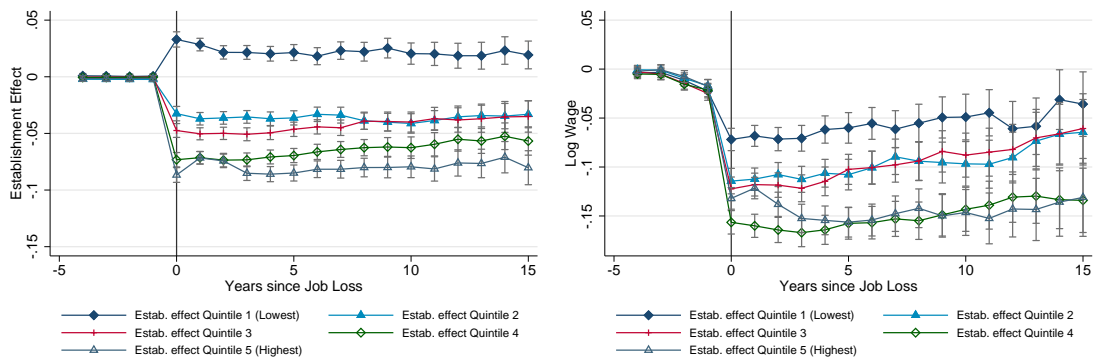 Establishment Effect
.05
0
-.05
-.1
-.15
-5
0
5
10
15
Years since Job Loss
Estab. effect Quintile 1 (Lowest)
Estab. effect Quintile 2
Estab. effect Quintile 3
Estab. effect Quintile 4
Estab. effect Quintile 5 (Highest)
Log Wage
.05
0
-.05
-.1
-.15
-5
0
5
10
15
Years since Job Loss
Estab. effect Quintile 1 (Lowest)
Estab. effect Quintile 2
Estab. effect Quintile 3
Estab. effect Quintile 4
Estab. effect Quintile 5 (Highest)